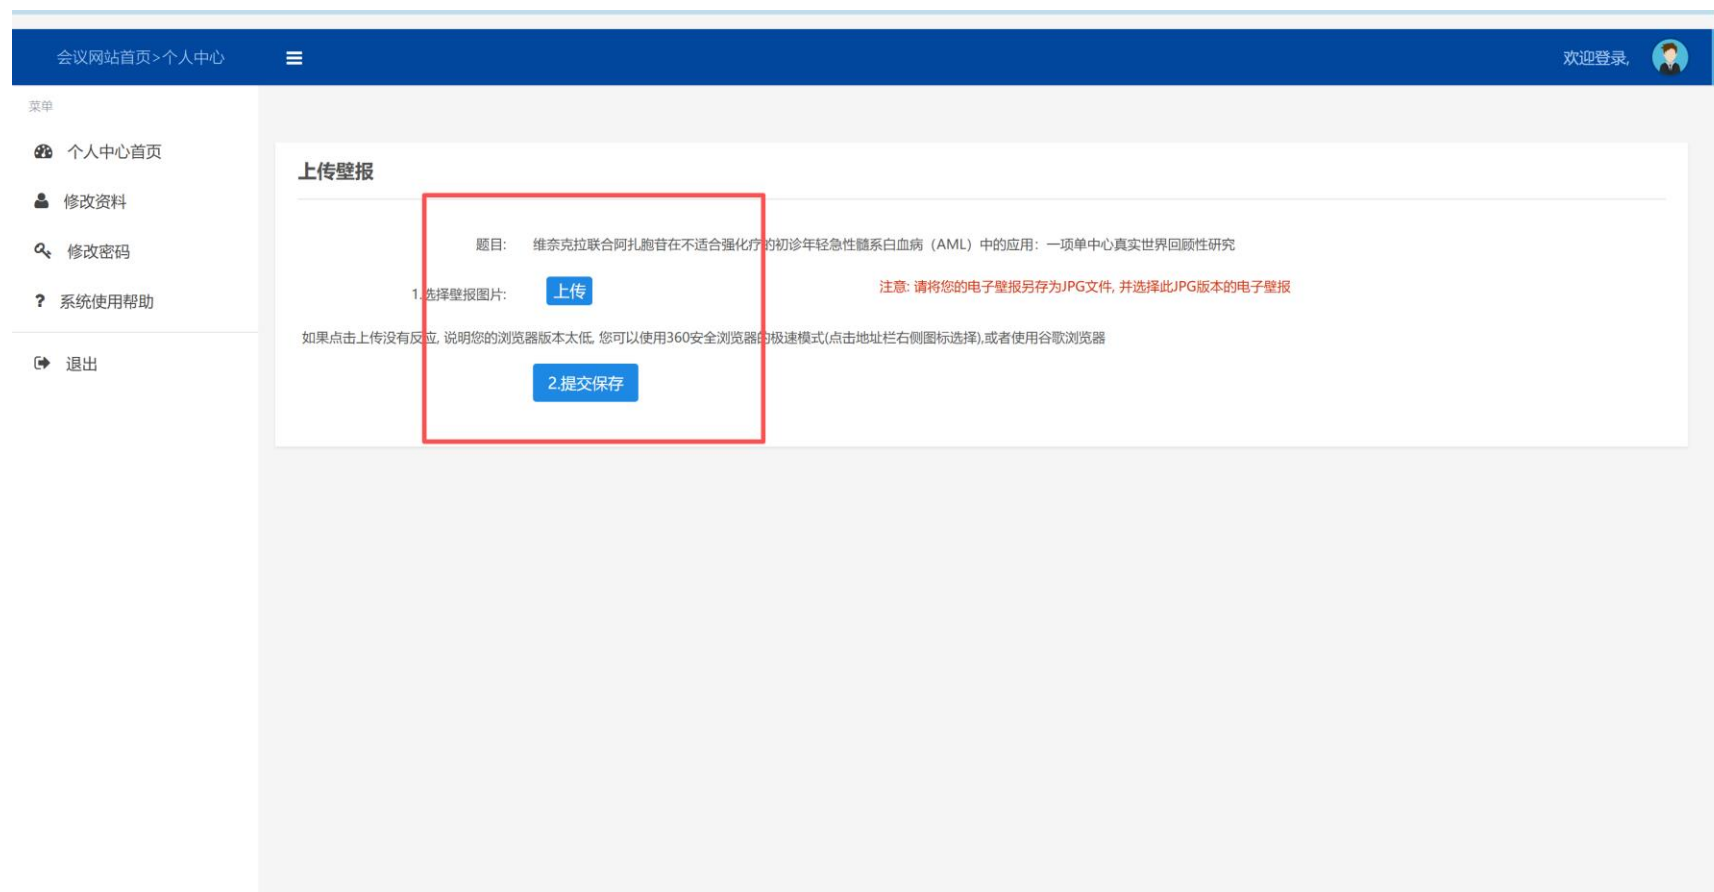 会议网站首页>个人中心
欢迎登录,
菜单
个人中心首页
修改资料
修改密码
系统使用帮助
退出
上传壁报
题目: 维奈克拉联合阿扎胞苷在不适合强化疗的初诊年轻急性髓系白血病（AML）中的应用：一项单中心真实世界回顾性研究
1.选择壁报图片: 上传 注意: 请将您的电子壁报另存为JPG文件, 并选择此JPG版本的电子壁报
如果点击上传没有反应, 说明您的浏览器版本太低, 您可以使用360安全浏览器的极速模式(点击地址栏右侧图标选择),或者使用谷歌浏览器
2.提交保存